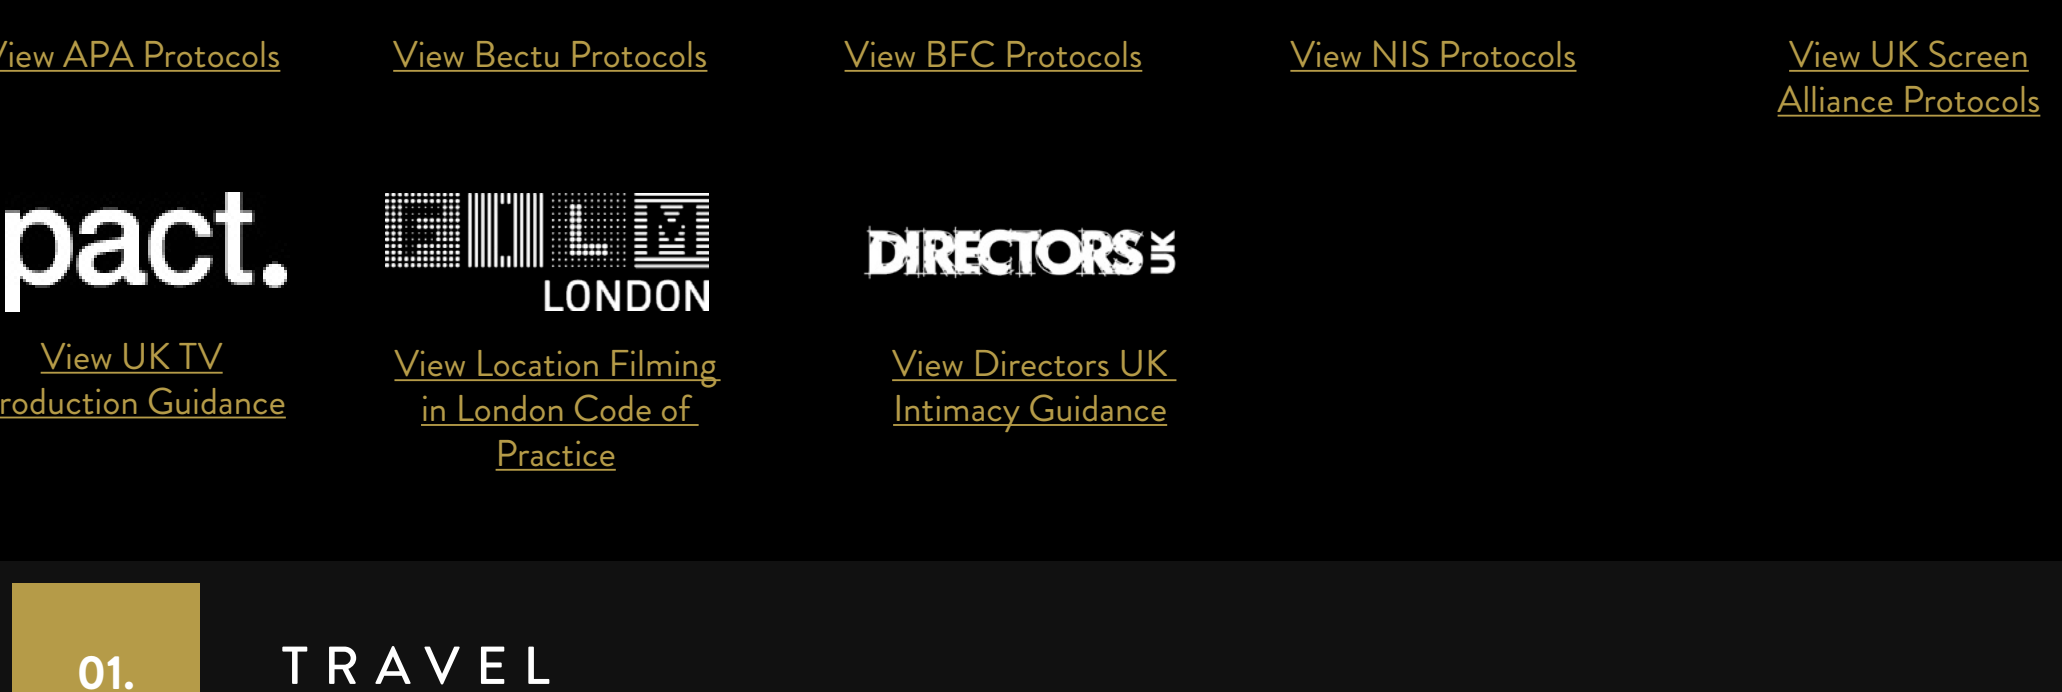 View APA Protocols
View Bectu Protocols
View BFC Protocols
View NIS Protocols
View UK Screen
Alliance Protocols
pact.
View UK TV
roduction Guidance
FILM
LONDON
View Location Filming
in London Code of
Practice
DIRECTORS UK
View Directors UK
Intimacy Guidance
01.
TRAVEL